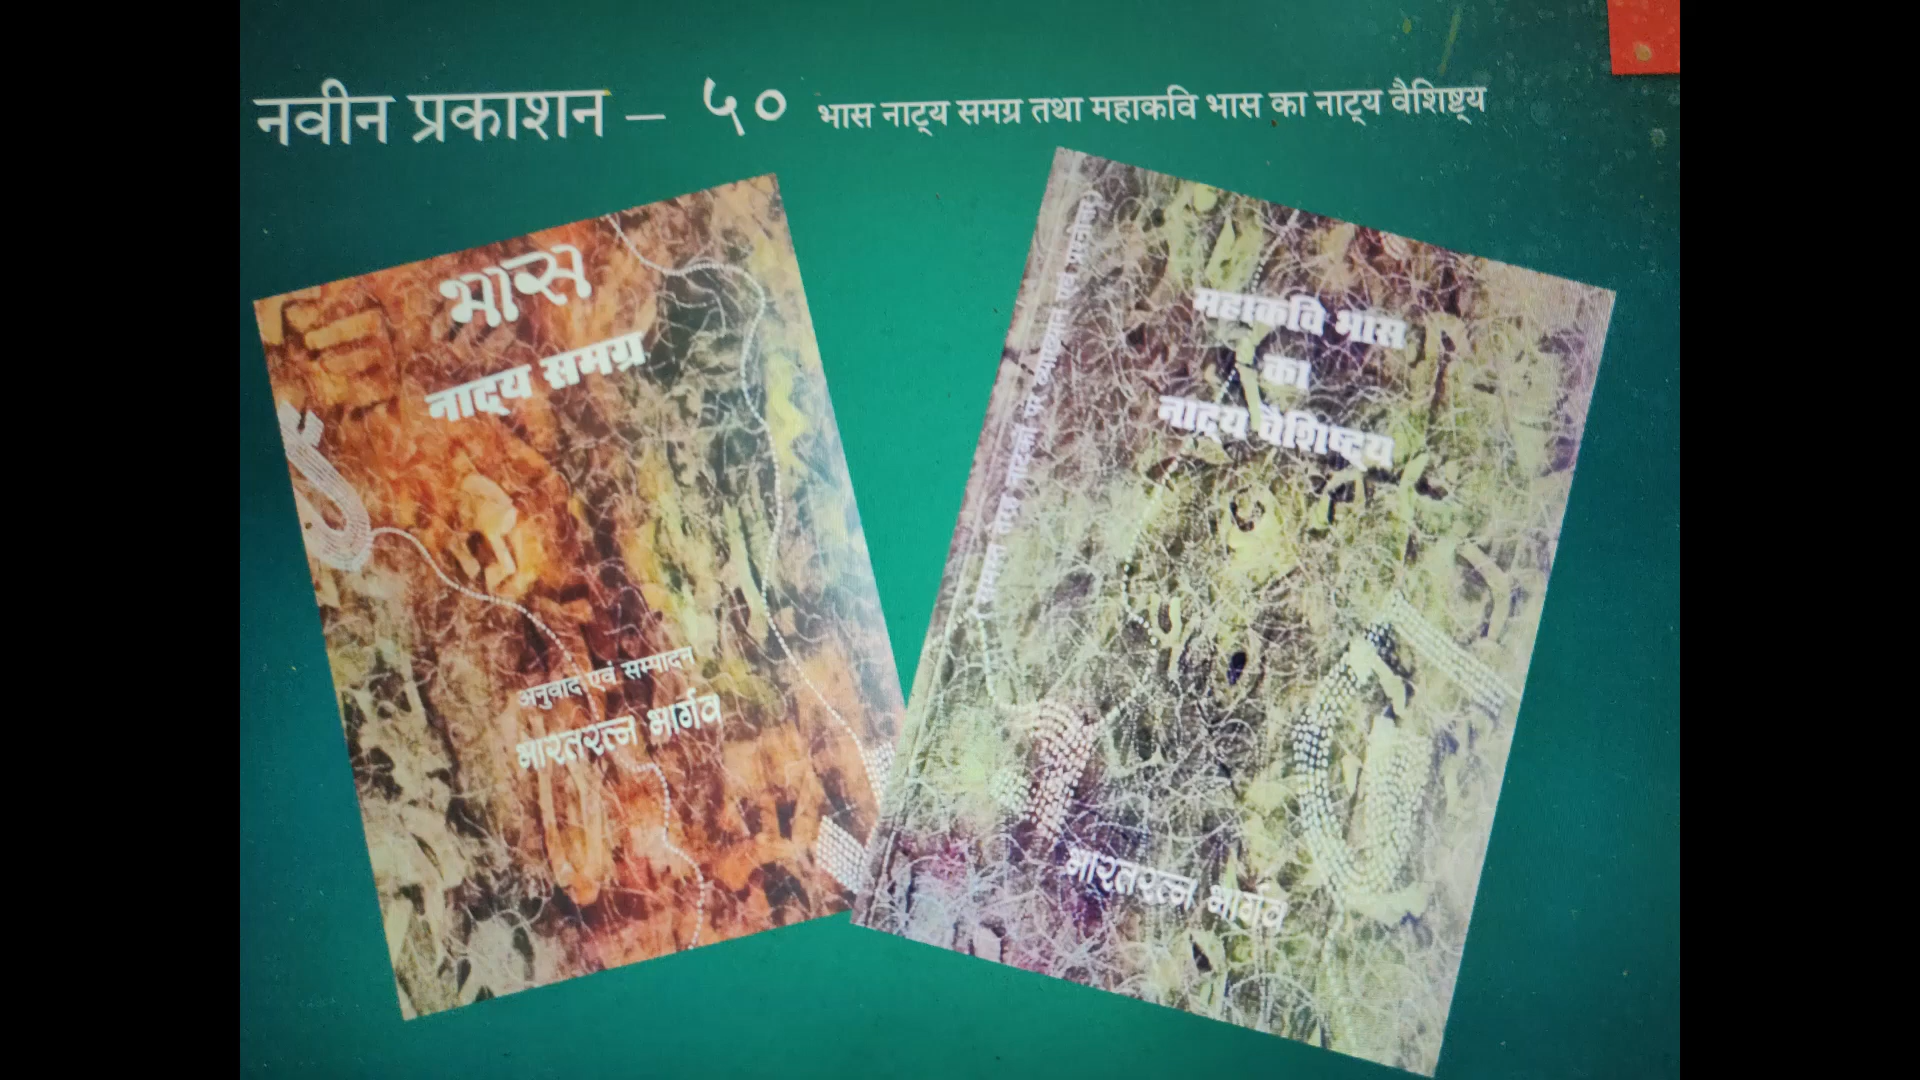 नवीन प्रकाशन – ५० भास नाट्य समग्र तथा महाकवि भास का नाट्य वैशिष्ट्य
भास
नाट्य समग्र
अनुवाद एवं सम्पादन
भारतरत्न भार्गव
महाकवि भास
का
नाट्य वैशिष्ट्य
भारतरत्न भार्गव